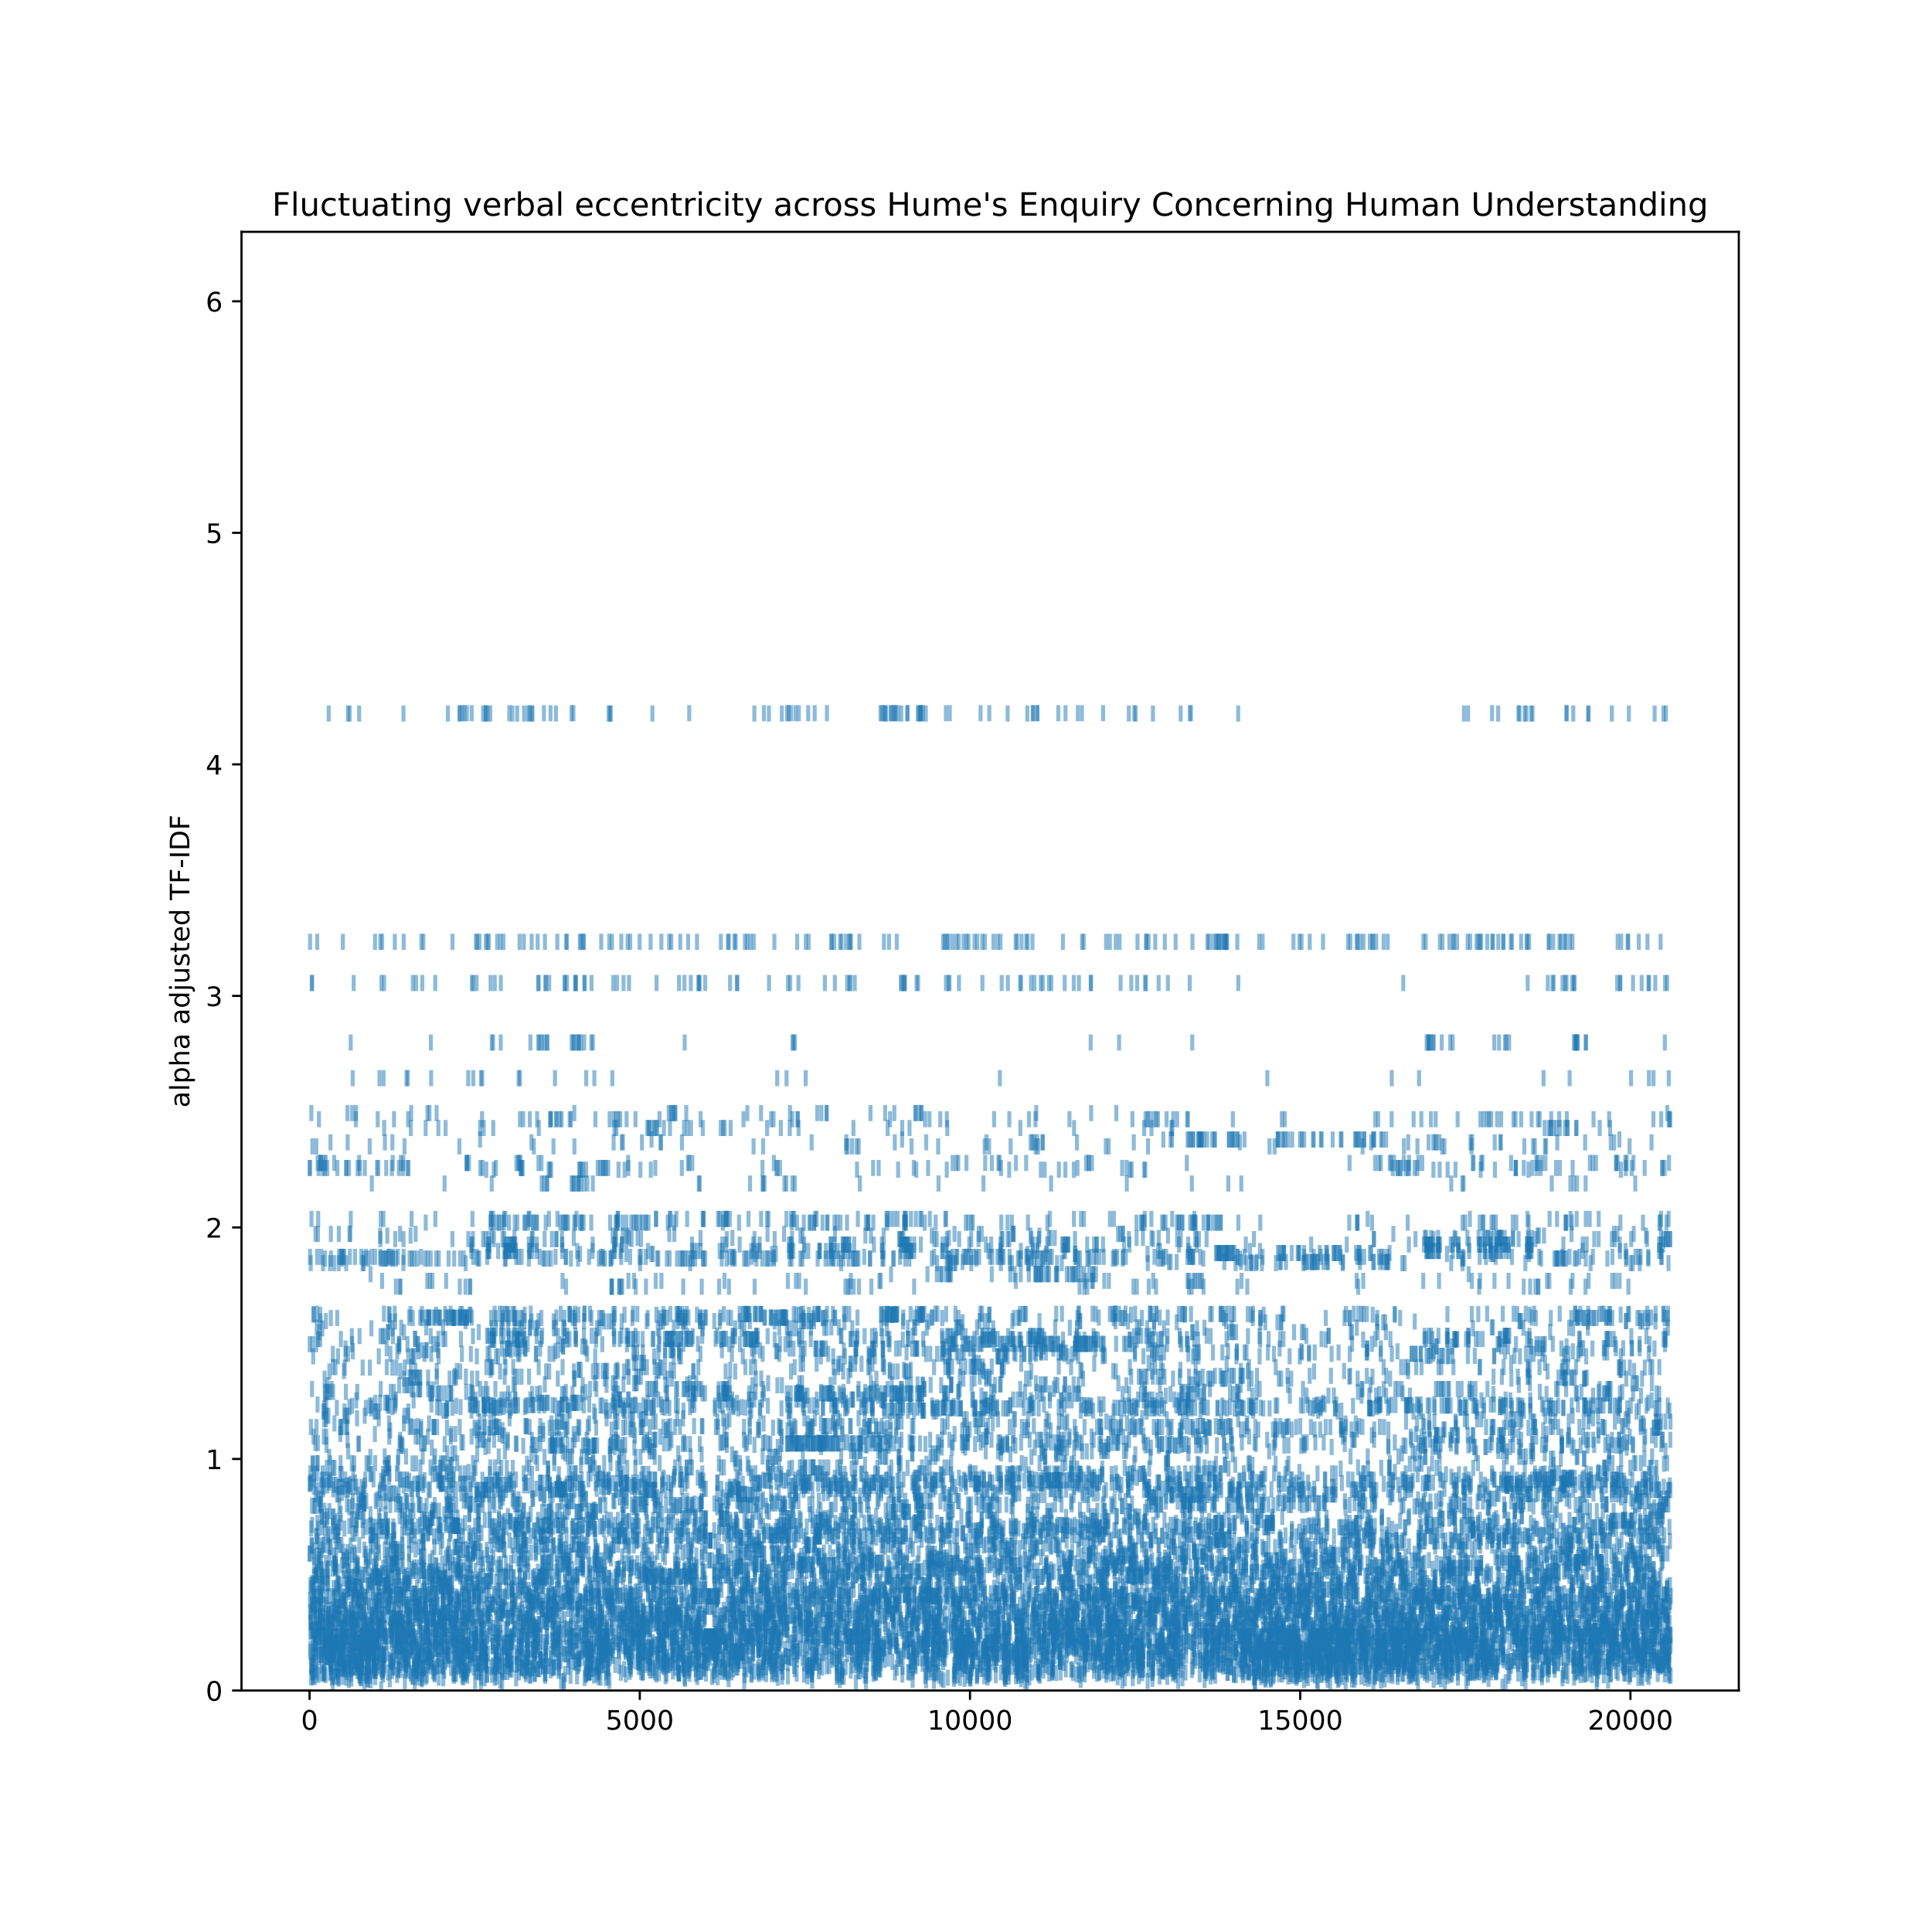 Fluctuating verbal eccentricity across Hume's Enquiry Concerning Human Understanding
6
5
4
3
2
1
0
alpha adjusted TF-IDF
0 5000 10000 15000 20000